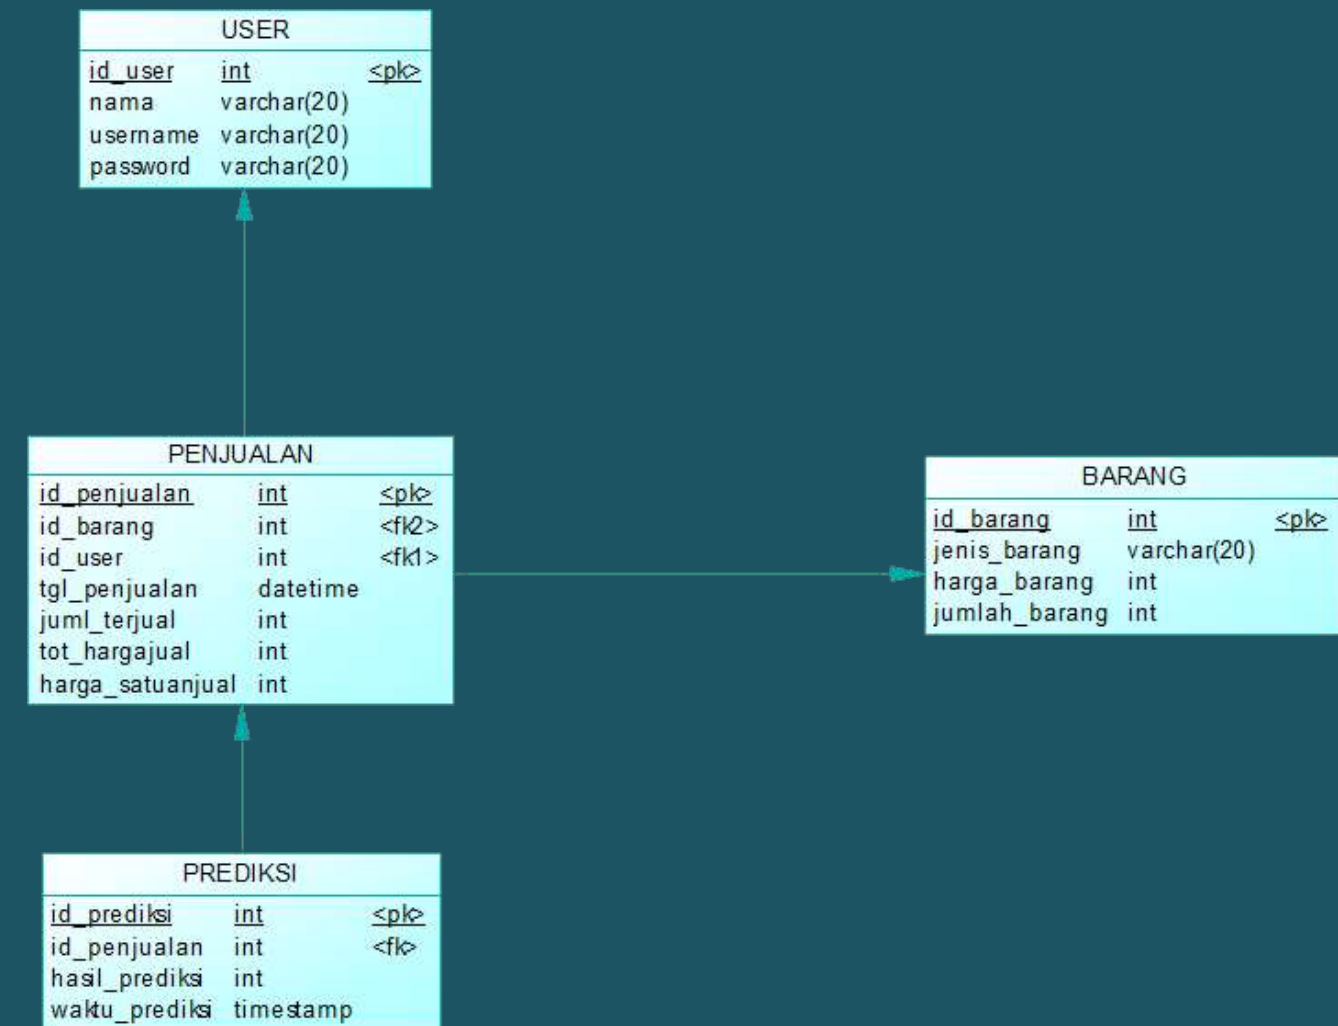 USER
id_user int <pk>
nama varchar(20)
username varchar(20)
password varchar(20)
PENJUALAN
id_penjualan int <pk>
id_barang int <fk2>
id_user int <fk1>
tgl_penjualan datetime
juml_terjual int
tot_hargajual int
harga_satuanjual int
BARANG
id_barang int <pk>
jenis_barang varchar(20)
harga_barang int
jumlah_barang int
PREDIKSI
id_prediksi int <pk>
id_penjualan int <fk>
hasil_prediksi int
waktu_prediksi timestamp